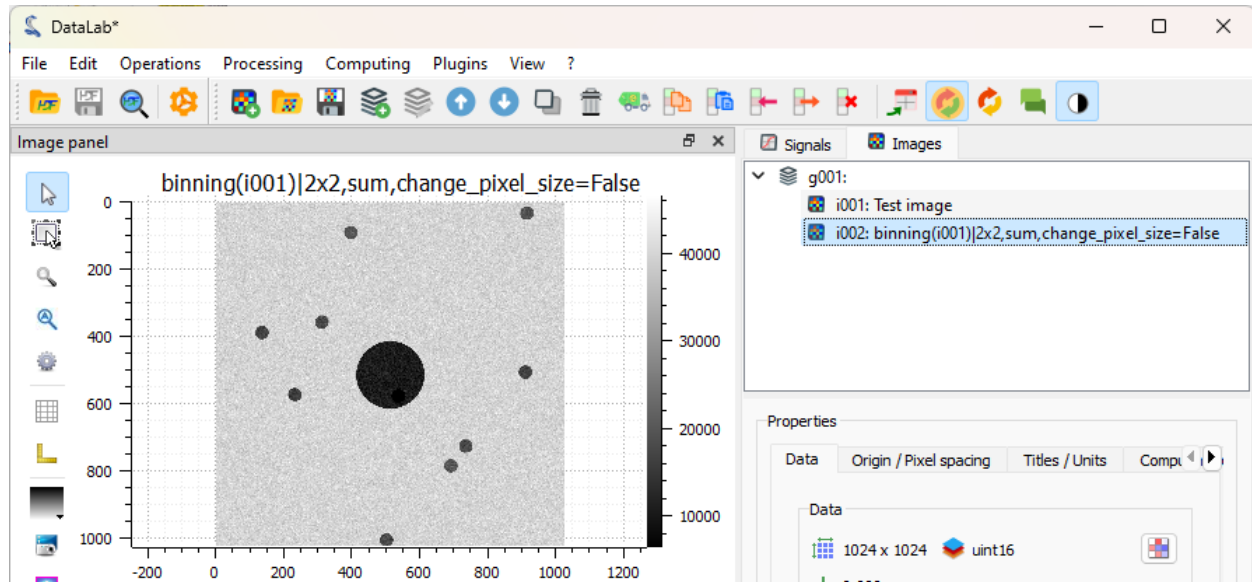 DataLab*
File Edit Operations Processing Computing Plugins View ?
Image panel
Signals Images
binning(i001)|2x2,sum,change_pixel_size=False
g001:
i001: Test image
i002: binning(i001)|2x2,sum,change_pixel_size=False
0
200
400
600
800
1000
-200 0 200 400 600 800 1000 1200
40000
30000
20000
10000
Properties
Data Origin / Pixel spacing Titles / Units
Data
1024 x 1024 uint16